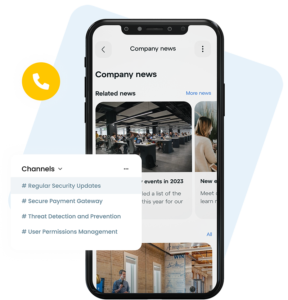 Company news
Company news
Related news
More news
events in 2023
New e
ied a list of the
this year for our
Meet
learn
Channels
# Regular Security Updates
# Secure Payment Gateway
# Threat Detection and Prevention
# User Permissions Management
All